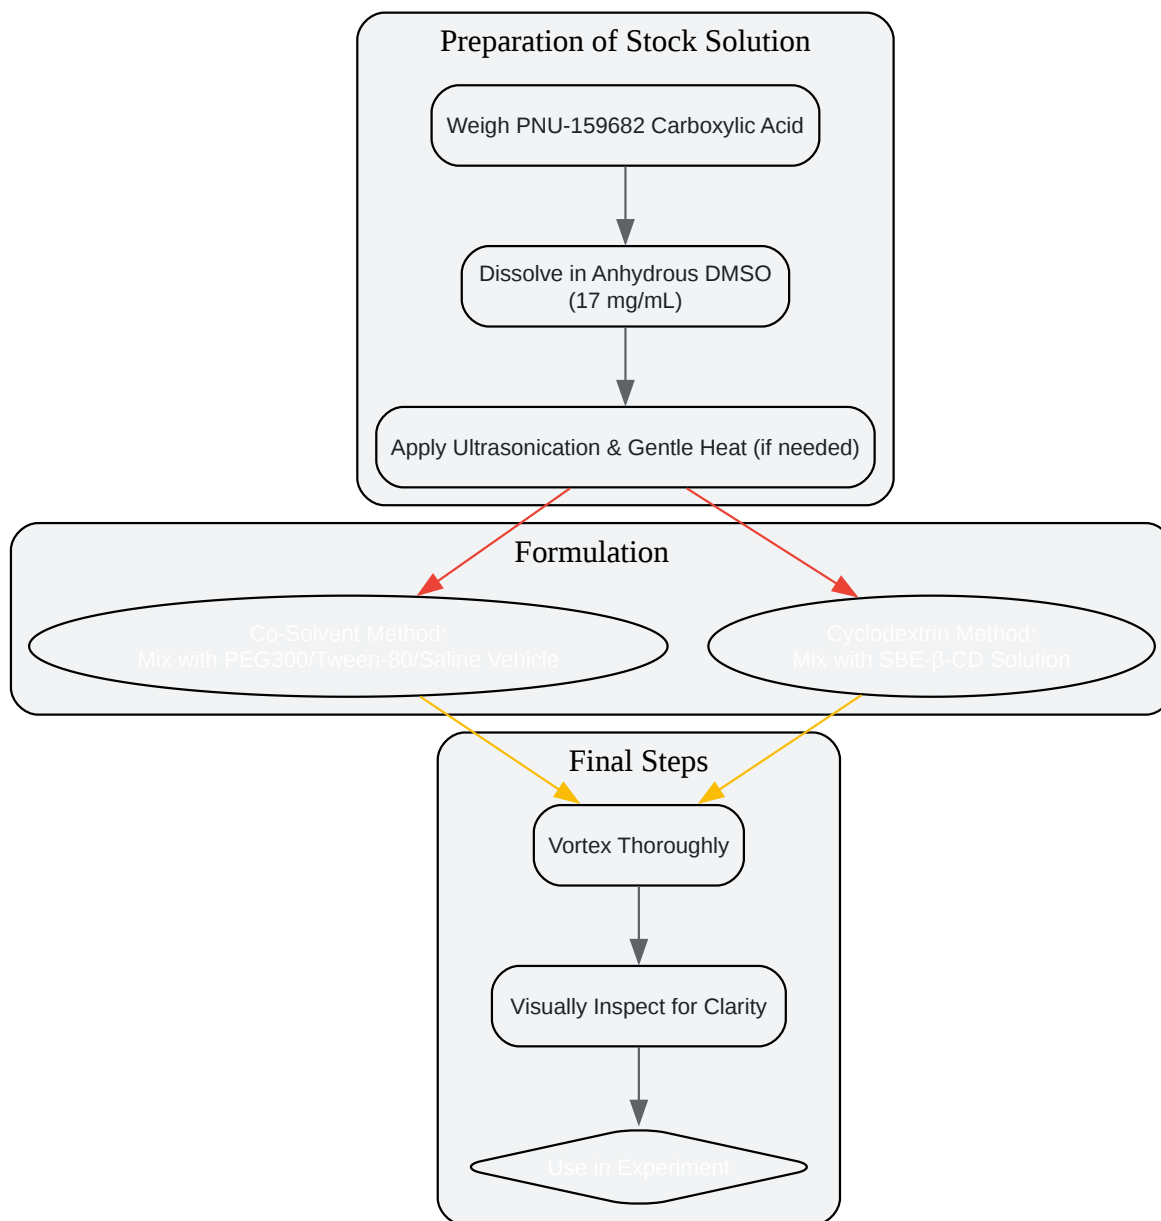 Preparation of Stock Solution
Weigh PNU-159682 Carboxylic Acid
Dissolve in Anhydrous DMSO
(17 mg/mL)
Apply Ultrasonication & Gentle Heat (if needed)
Formulation
Co-Solvent Method:
Mix with PEG300/Tween-80/Saline Vehicle
Cyclodextrin Method:
Mix with SBE-β-CD Solution
Final Steps
Vortex Thoroughly
Visually Inspect for Clarity
Use in Experiment